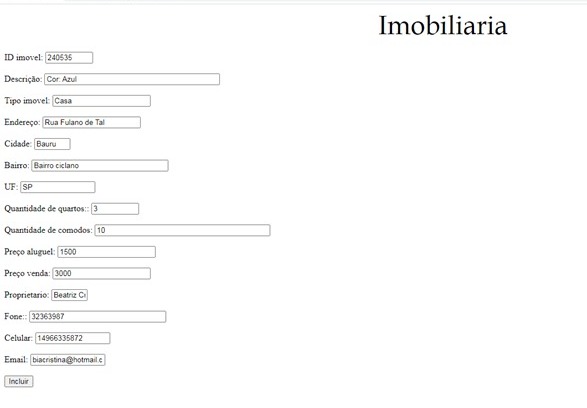 Imobiliaria
ID imovel: 240535
Descrição: Cor: Azul
Tipo imovel: Casa
Endereço: Rua Fulano de Tal
Cidade: Bauru
Bairro: Bairro ciclano
UF: SP
Quantidade de quartos:: 3
Quantidade de comodos: 10
Preço aluguel: 1500
Preço venda: 3000
Proprietario: Beatriz
Fone:: 32363987
Celular: 14966335872
Email: biacristina@hotmail.c
Incluir